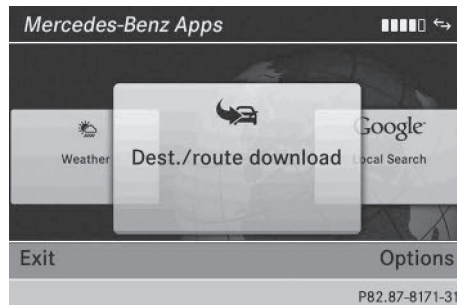 Mercedes-Benz Apps
Weather
Dest./route download
Google
Local Search
Exit
Options
P82.87-8171-31